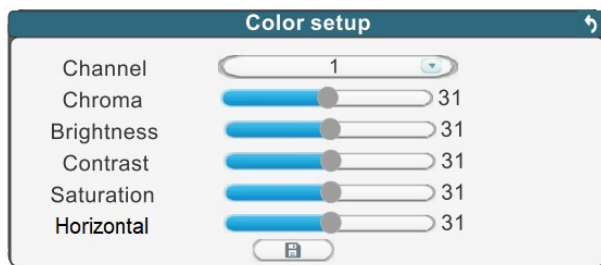 Color setup
Channel 1
Chroma 31
Brightness 31
Contrast 31
Saturation 31
Horizontal 31